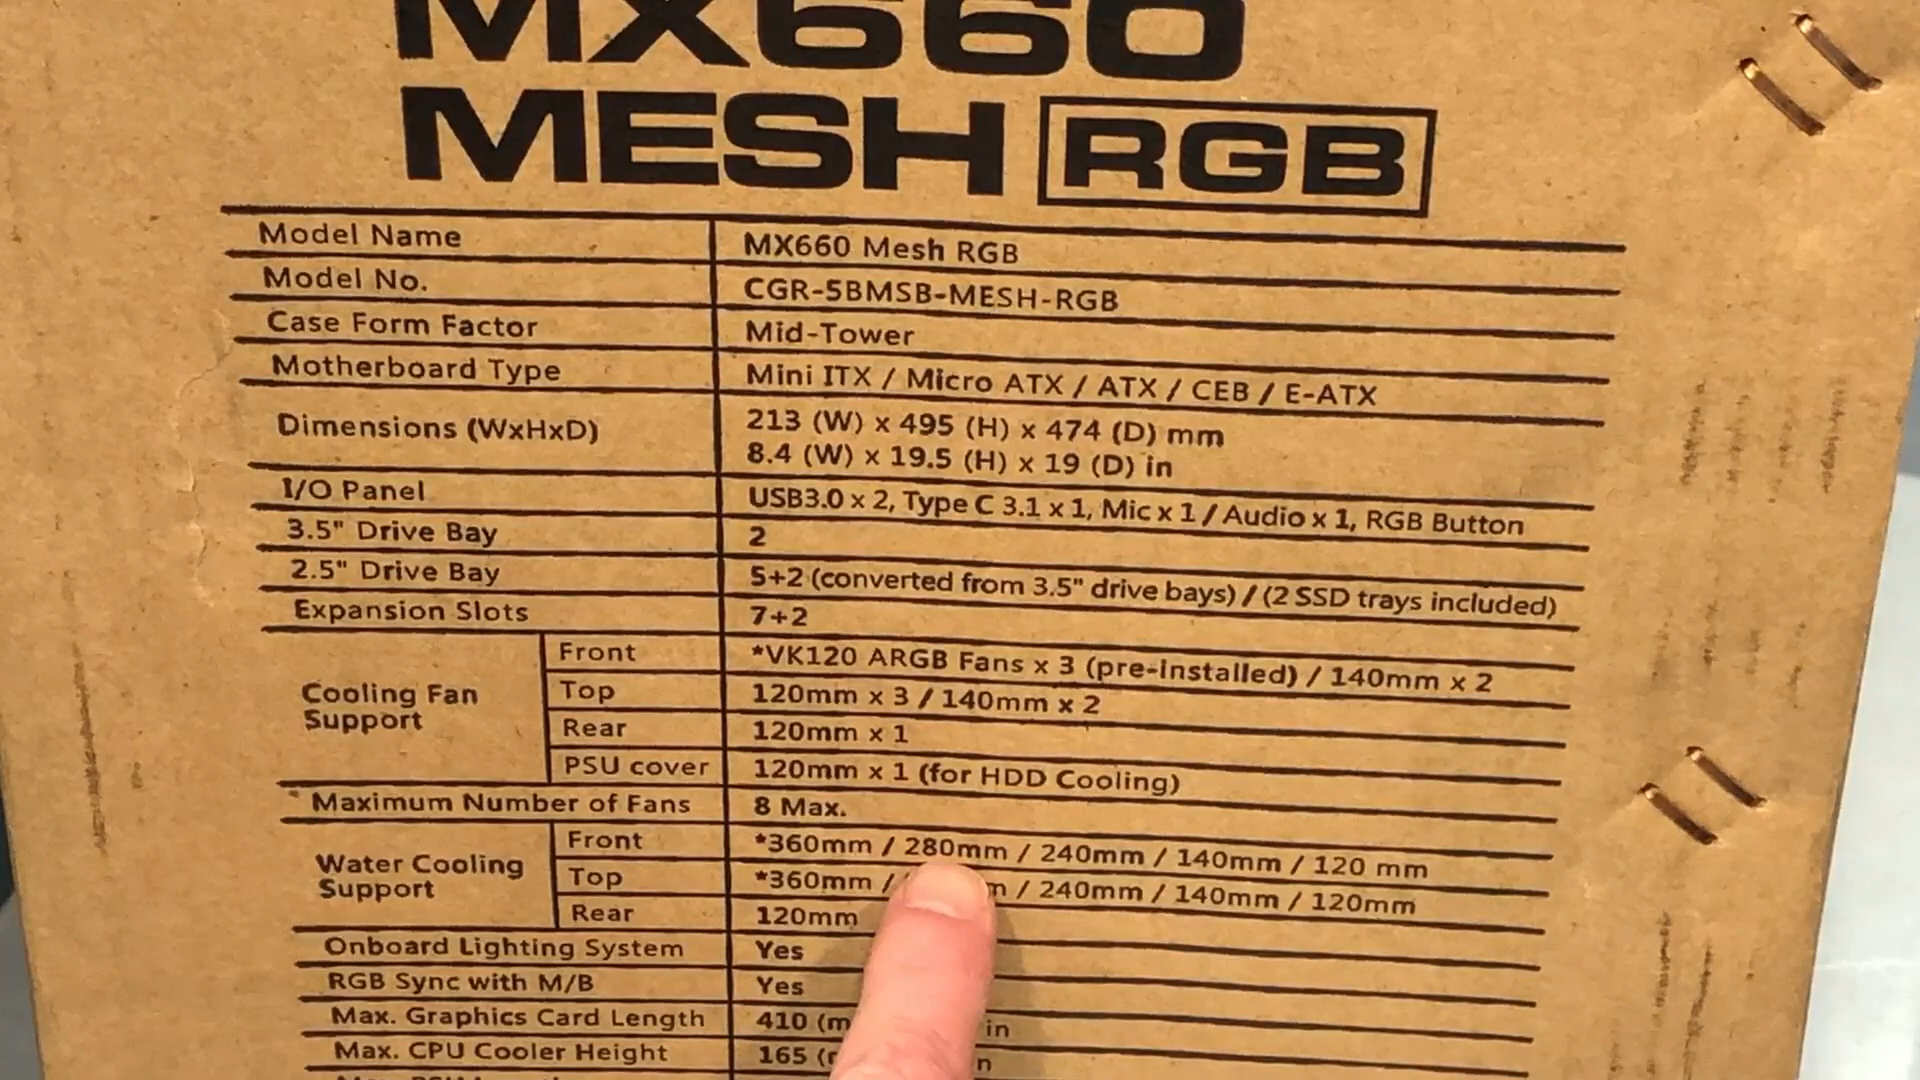 MX660
MESH RGB
Model Name MX660 Mesh RGB
Model No. CGR-5BMSB-MESH-RGB
Case Form Factor Mid-Tower
Motherboard Type Mini ITX / Micro ATX / ATX / CEB / E-ATX
Dimensions (WxHxD) 213 (W) x 495 (H) x 474 (D) mm
8.4 (W) x 19.5 (H) x 19 (D) in
I/O Panel USB3.0 x 2, Type C 3.1 x 1, Mic x 1 / Audio x 1, RGB Button
3.5" Drive Bay 2
2.5" Drive Bay 5+2 (converted from 3.5" drive bays) / (2 SSD trays included)
Expansion Slots 7+2
Cooling Fan Support
Front *VK120 ARGB Fans x 3 (pre-installed) / 140mm x 2
Top 120mm x 3 / 140mm x 2
Rear 120mm x 1
PSU cover 120mm x 1 (for HDD Cooling)
Maximum Number of Fans 8 Max.
Water Cooling Support
Front *360mm / 280mm / 240mm / 140mm / 120 mm
Top *360mm / / 240mm / 140mm / 120mm
Rear 120mm
Onboard Lighting System Yes
RGB Sync with M/B Yes
Max. Graphics Card Length 410 in
Max. CPU Cooler Height 165